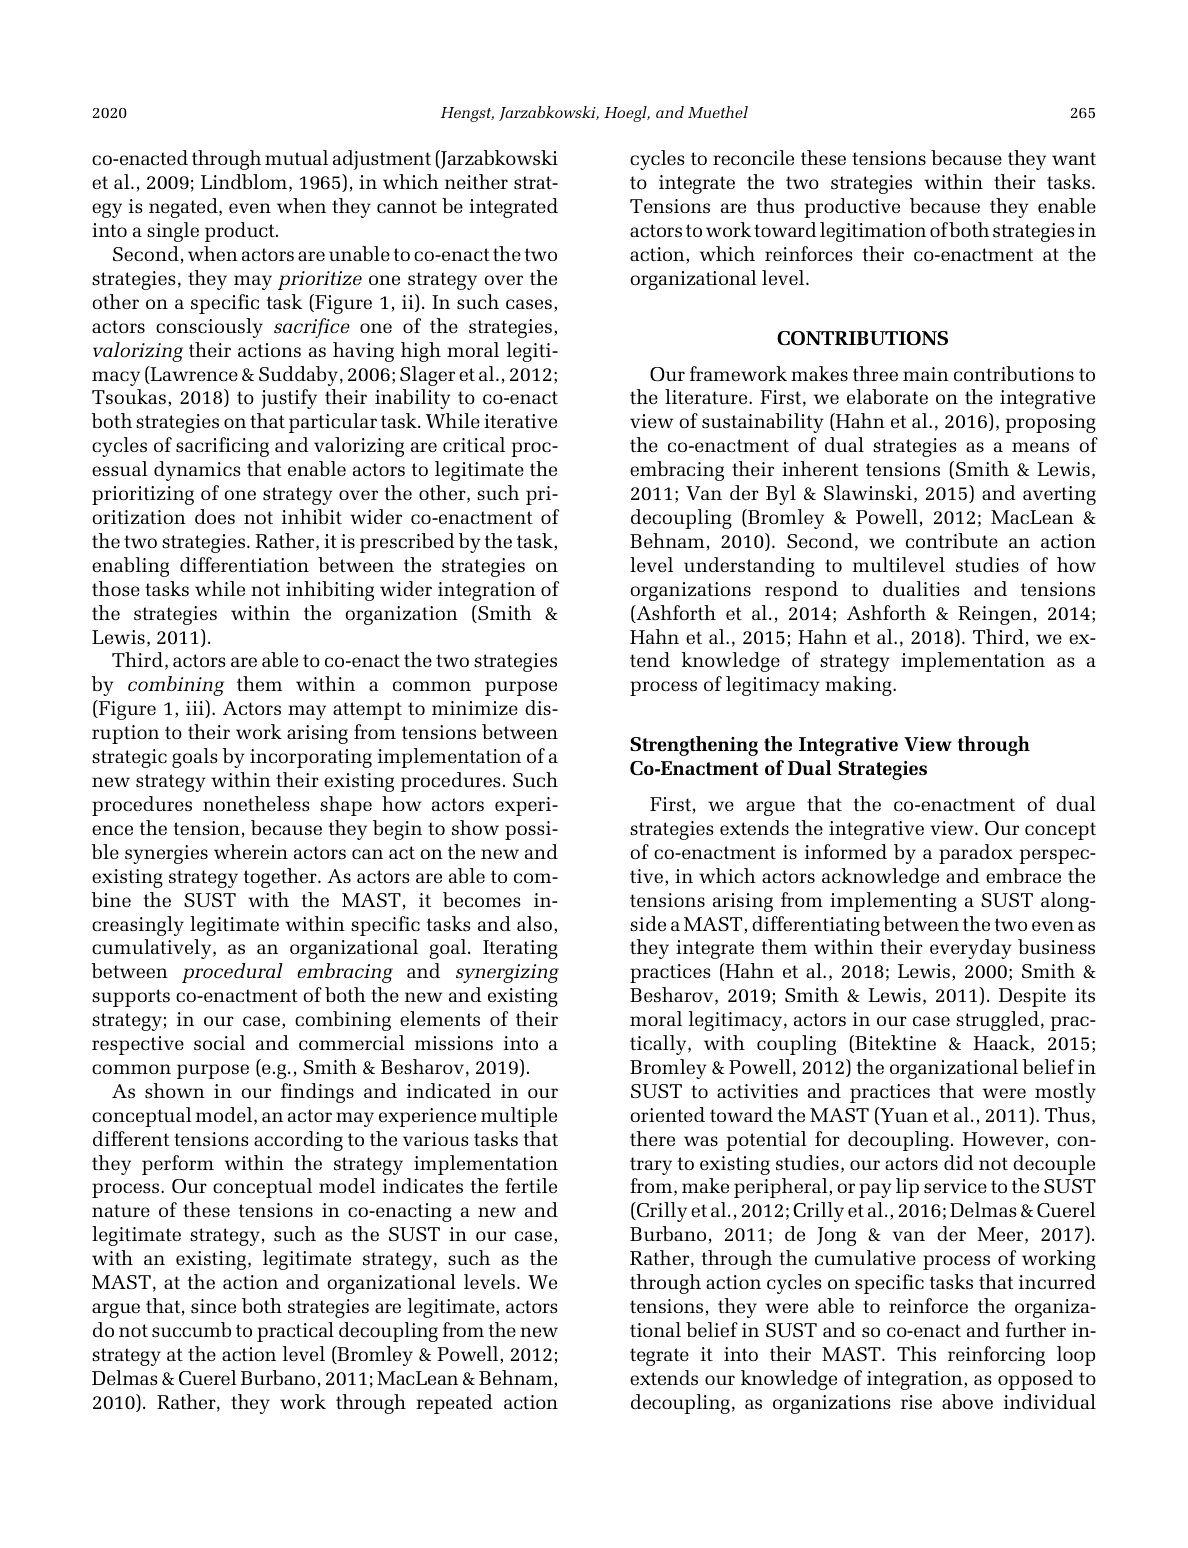 2020
Hengst, Jarzabkowski, Hoegl, and Muethel
265
co-enacted through mutual adjustment (Jarzabkowski
et al., 2009; Lindblom, 1965), in which neither strat-
egy is negated, even when they cannot be integrated
into a single product.
Second, when actors are unable to co-enact the two
strategies, they may prioritize one strategy over the
other on a specific task (Figure 1, ii). In such cases,
actors consciously sacrifice one of the strategies,
valorizing their actions as having high moral legiti-
macy (Lawrence & Suddaby, 2006; Slager et al., 2012;
Tsoukas, 2018) to justify their inability to co-enact
both strategies on that particular task. While iterative
cycles of sacrificing and valorizing are critical proc-
essual dynamics that enable actors to legitimate the
prioritizing of one strategy over the other, such pri-
oritization does not inhibit wider co-enactment of
the two strategies. Rather, it is prescribed by the task,
enabling differentiation between the strategies on
those tasks while not inhibiting wider integration of
the strategies within the organization (Smith &
Lewis, 2011).
Third, actors are able to co-enact the two strategies
by combining them within a common purpose
(Figure 1, iii). Actors may attempt to minimize dis-
ruption to their work arising from tensions between
strategic goals by incorporating implementation of a
new strategy within their existing procedures. Such
procedures nonetheless shape how actors experi-
ence the tension, because they begin to show possi-
ble synergies wherein actors can act on the new and
existing strategy together. As actors are able to com-
bine the SUST with the MAST, it becomes in-
creasingly legitimate within specific tasks and also,
cumulatively, as an organizational goal. Iterating
between procedural embracing and synergizing
supports co-enactment of both the new and existing
strategy; in our case, combining elements of their
respective social and commercial missions into a
common purpose (e.g., Smith & Besharov, 2019).
As shown in our findings and indicated in our
conceptual model, an actor may experience multiple
different tensions according to the various tasks that
they perform within the strategy implementation
process. Our conceptual model indicates the fertile
nature of these tensions in co-enacting a new and
legitimate strategy, such as the SUST in our case,
with an existing, legitimate strategy, such as the
MAST, at the action and organizational levels. We
argue that, since both strategies are legitimate, actors
do not succumb to practical decoupling from the new
strategy at the action level (Bromley & Powell, 2012;
Delmas & Cuerel Burbano, 2011; MacLean & Behnam,
2010). Rather, they work through repeated action
cycles to reconcile these tensions because they want
to integrate the two strategies within their tasks.
Tensions are thus productive because they enable
actors to work toward legitimation of both strategies in
action, which reinforces their co-enactment at the
organizational level.
CONTRIBUTIONS
Our framework makes three main contributions to
the literature. First, we elaborate on the integrative
view of sustainability (Hahn et al., 2016), proposing
the co-enactment of dual strategies as a means of
embracing their inherent tensions (Smith & Lewis,
2011; Van der Byl & Slawinski, 2015) and averting
decoupling (Bromley & Powell, 2012; MacLean &
Behnam, 2010). Second, we contribute an action
level understanding to multilevel studies of how
organizations respond to dualities and tensions
(Ashforth et al., 2014; Ashforth & Reingen, 2014;
Hahn et al., 2015; Hahn et al., 2018). Third, we ex-
tend knowledge of strategy implementation as a
process of legitimacy making.
Strengthening the Integrative View through
Co-Enactment of Dual Strategies
First, we argue that the co-enactment of dual
strategies extends the integrative view. Our concept
of co-enactment is informed by a paradox perspec-
tive, in which actors acknowledge and embrace the
tensions arising from implementing a SUST along-
side a MAST, differentiating between the two even as
they integrate them within their everyday business
practices (Hahn et al., 2018; Lewis, 2000; Smith &
Besharov, 2019; Smith & Lewis, 2011). Despite its
moral legitimacy, actors in our case struggled, prac-
tically, with coupling (Bitektine & Haack, 2015;
Bromley & Powell, 2012) the organizational belief in
SUST to activities and practices that were mostly
oriented toward the MAST (Yuan et al., 2011). Thus,
there was potential for decoupling. However, con-
trary to existing studies, our actors did not decouple
from, make peripheral, or pay lip service to the SUST
(Crilly et al., 2012; Crilly et al., 2016; Delmas & Cuerel
Burbano, 2011; de Jong & van der Meer, 2017).
Rather, through the cumulative process of working
through action cycles on specific tasks that incurred
tensions, they were able to reinforce the organiza-
tional belief in SUST and so co-enact and further in-
tegrate it into their MAST. This reinforcing loop
extends our knowledge of integration, as opposed to
decoupling, as organizations rise above individual